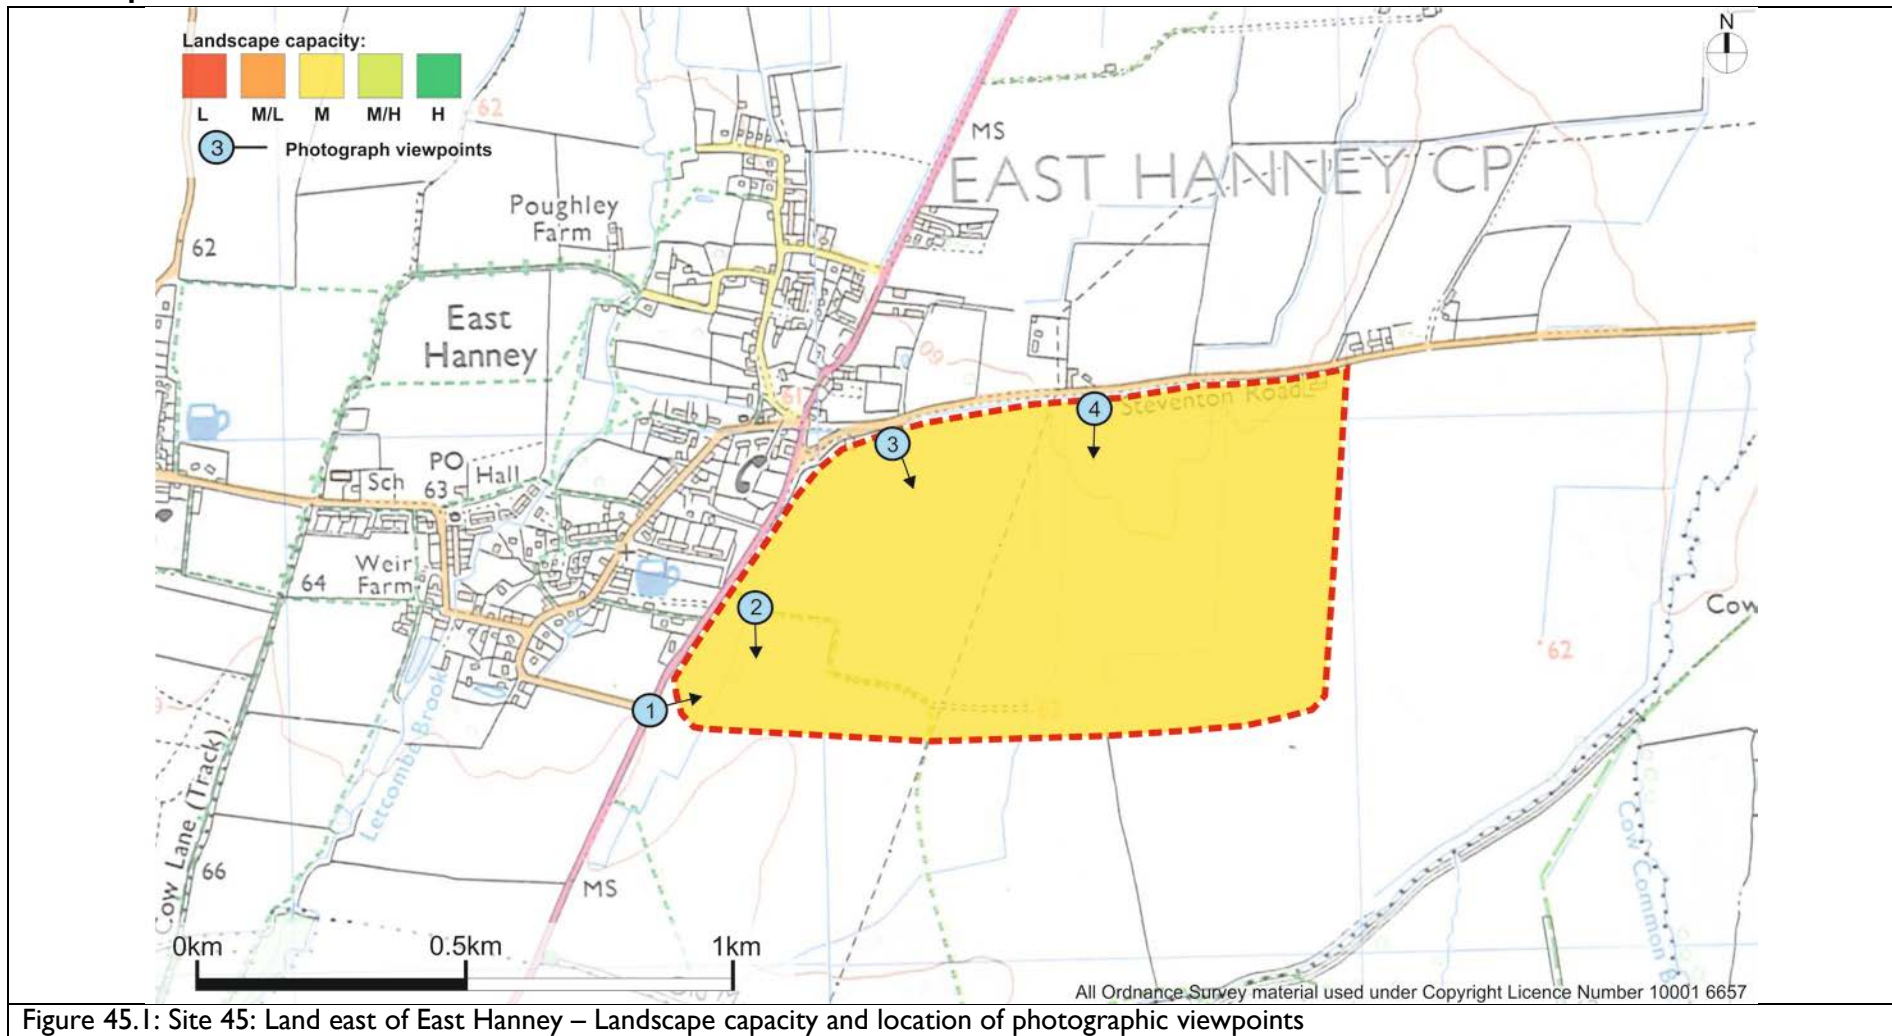 Landscape capacity:
L M/L M M/H H
3 Photograph viewpoints
N
62
MS
EAST HANNEY CP
Poughley
Farm
62
East
Hanney
60
61
4
Steventon Road
3
PO
Sch
63
Hall
Weir
Farm
64
2
62
Cow
1
63
Letcombe Brook
Cow Lane (Track)
66
MS
Cow Common B
0km 0.5km 1km
All Ordnance Survey material used under Copyright Licence Number 10001 6657
Figure 45.1: Site 45: Land east of East Hanney – Landscape capacity and location of photographic viewpoints